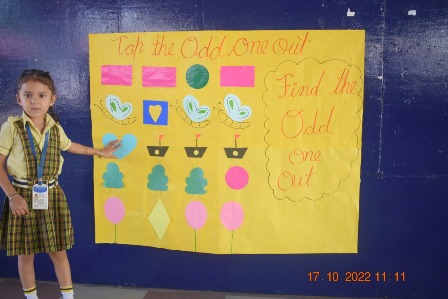 Tap the Odd one out
Find the
Odd
one
Out
17.10.2022 11:11